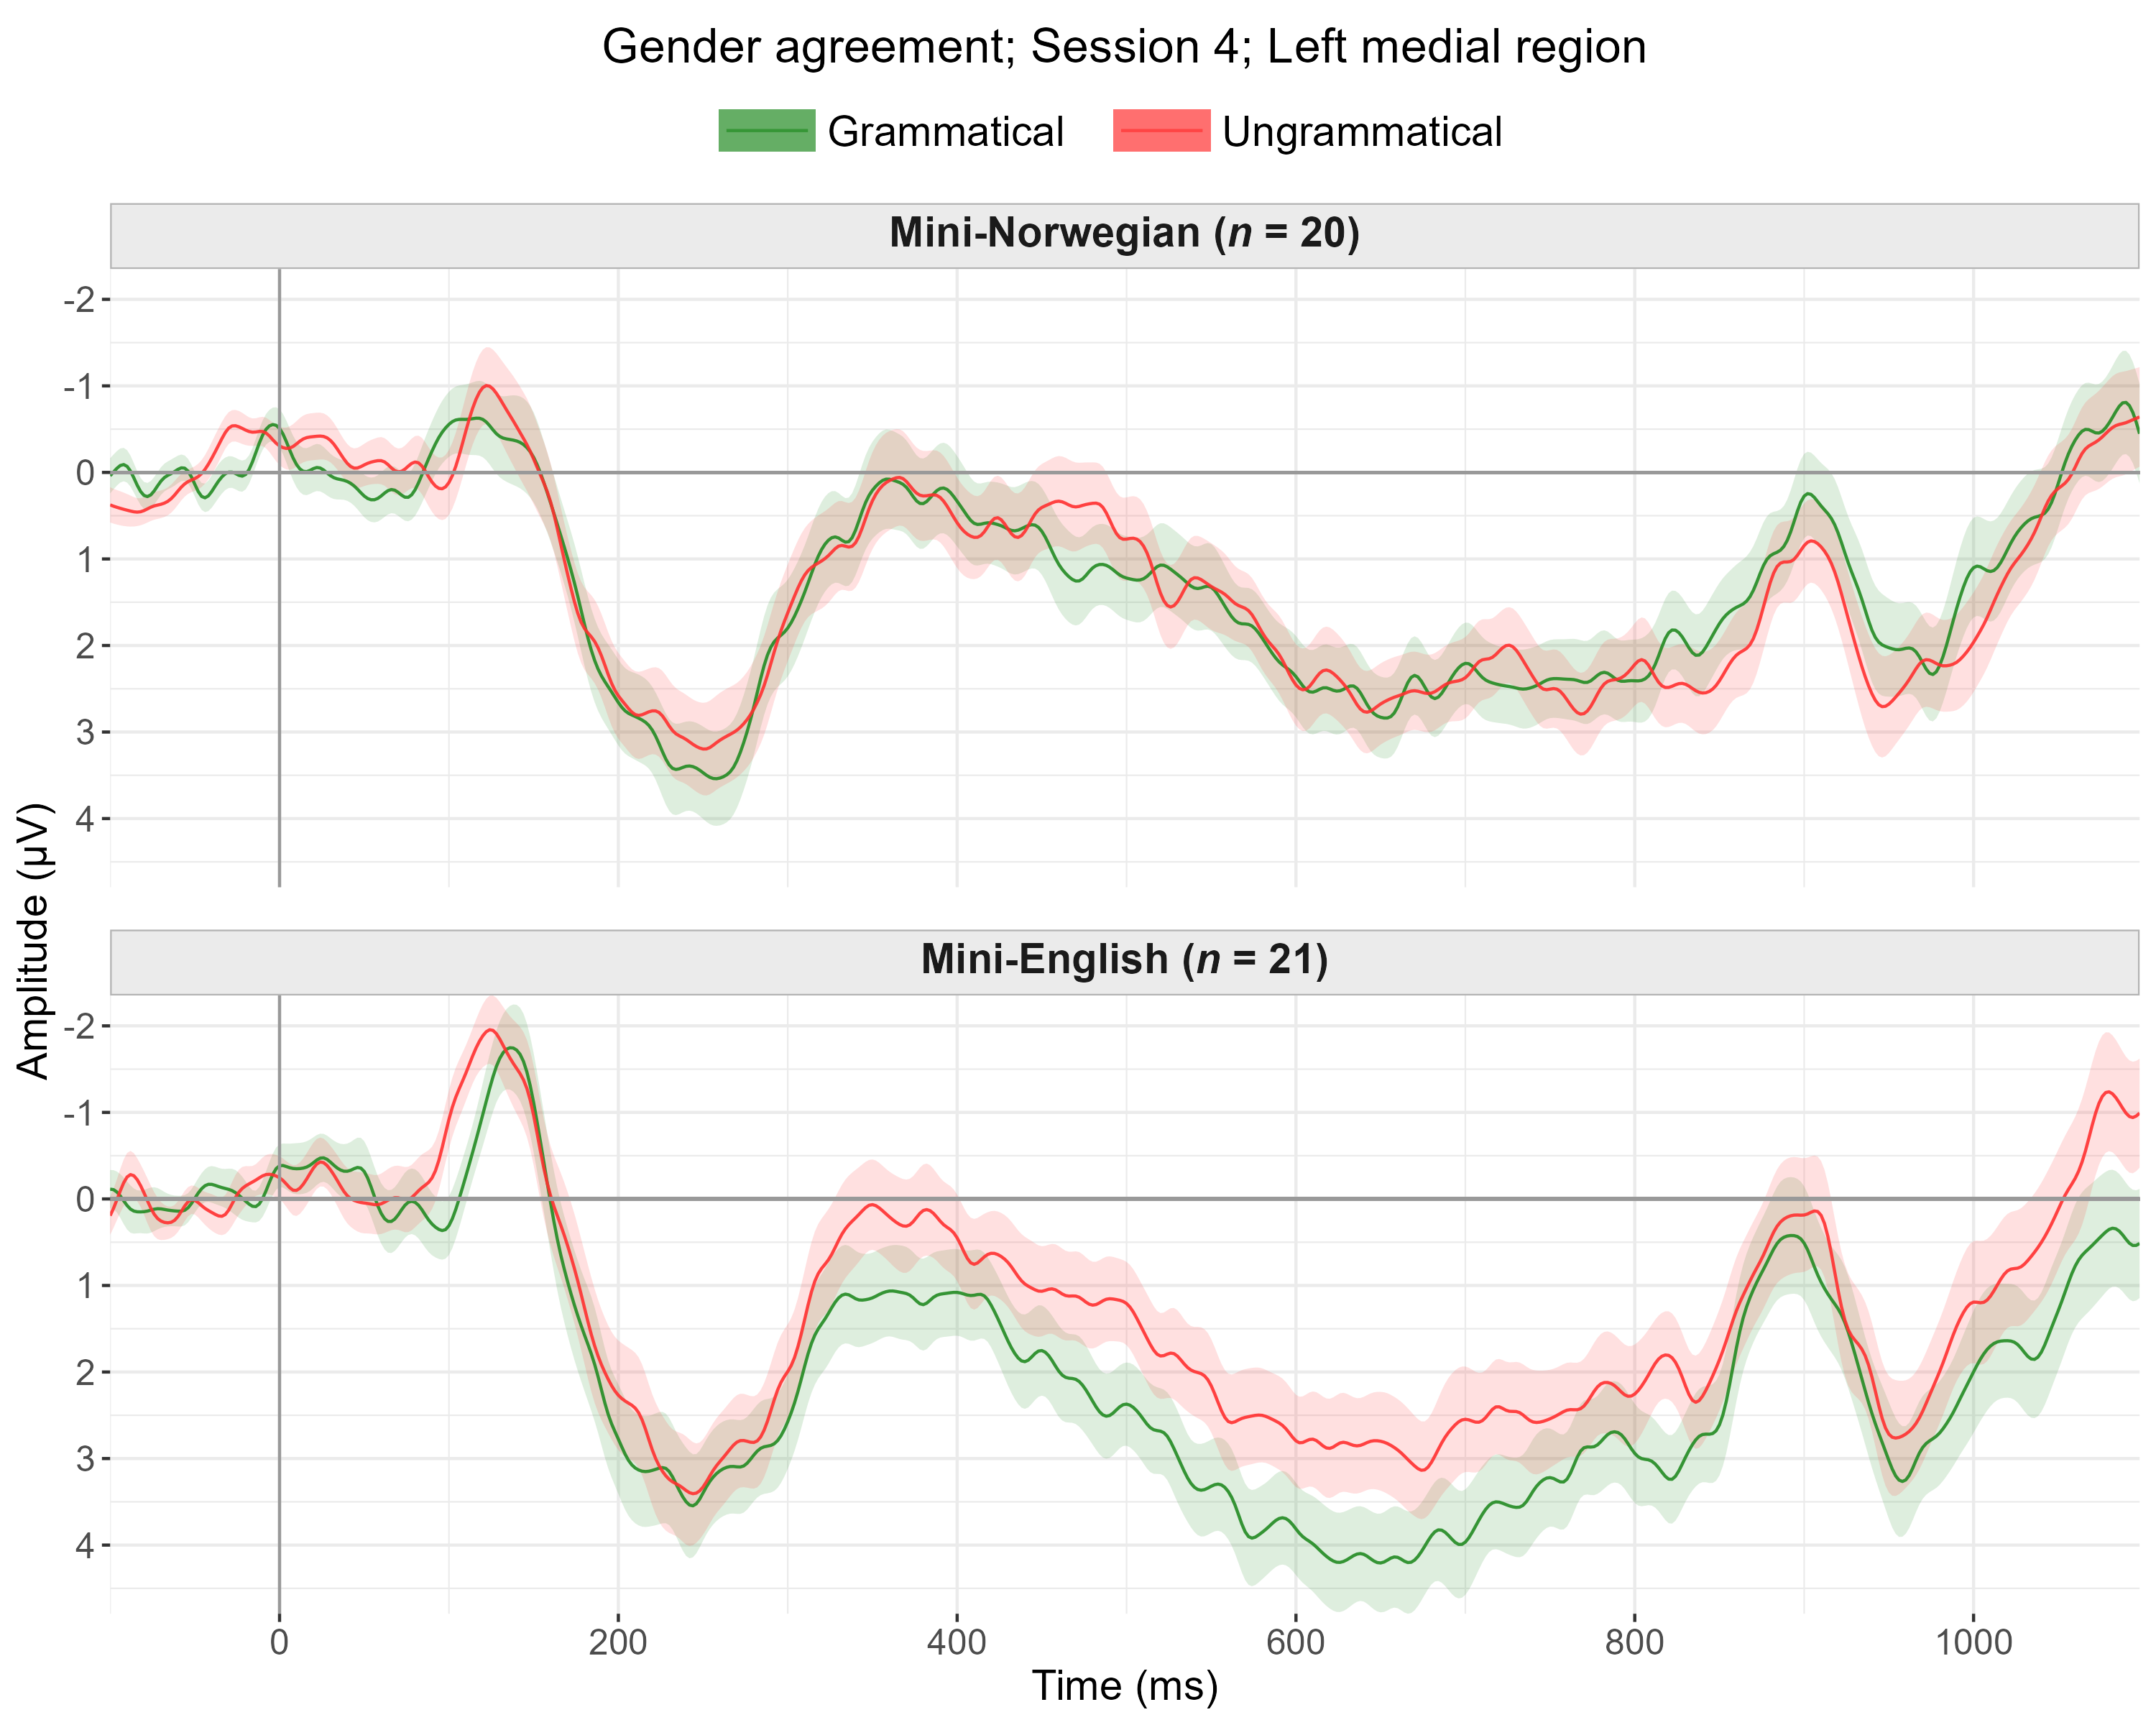 Gender agreement; Session 4; Left medial region
Grammatical Ungrammatical
Mini-Norwegian (n = 20)
-2
-1
0
1
2
3
4
Mini-English (n = 21)
-2
-1
0
1
2
3
4
Amplitude (µV)
0 200 400 600 800 1000
Time (ms)